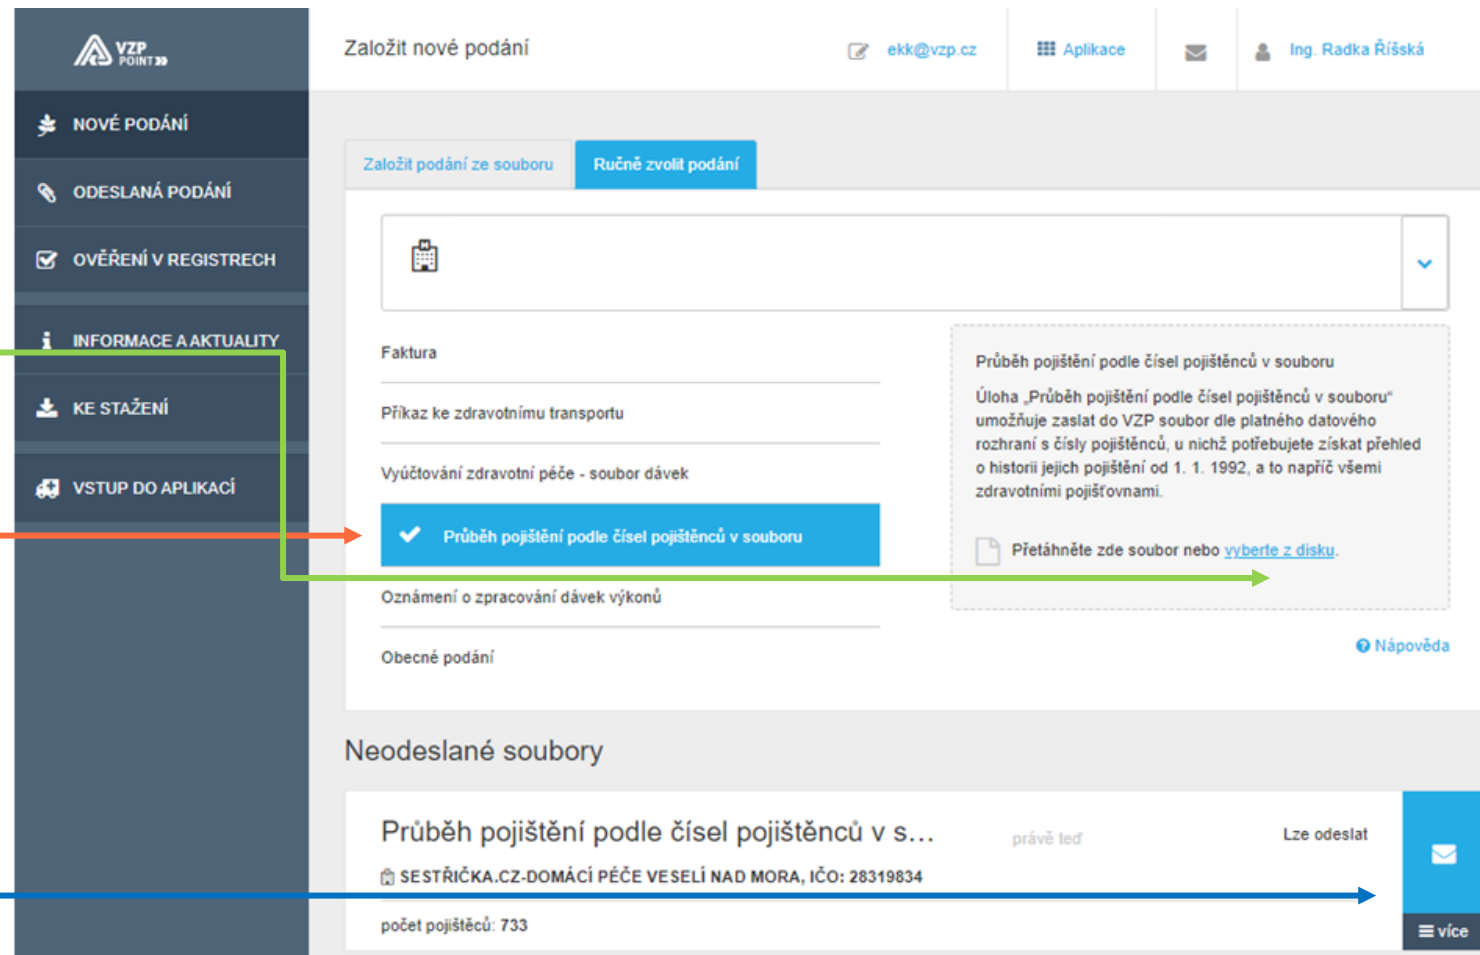 VZP
POINT
Založit nové podání
ekk@vzp.cz
Aplikace
Ing. Radka Říšská
NOVÉ PODÁNÍ
ODESLANÁ PODÁNÍ
OVĚŘENÍ V REGISTRECH
INFORMACE A AKTUALITY
KE STAŽENÍ
VSTUP DO APLIKACÍ
Založit podání ze souboru
Ručně zvolit podání
Faktura
Příkaz ke zdravotnímu transportu
Vyúčtování zdravotní péče - soubor dávek
Průběh pojištění podle čísel pojištěnců v souboru
Oznámení o zpracování dávek výkonů
Obecné podání
Průběh pojištění podle čísel pojištěnců v souboru
Úloha „Průběh pojištění podle čísel pojištěnců v souboru“
umožňuje zaslat do VZP soubor dle platného datového
rozhraní s čísly pojištěnců, u nichž potřebujete získat přehled
o historii jejich pojištění od 1. 1. 1992, a to napříč všemi
zdravotními pojišťovnami.
Přetáhněte zde soubor nebo vyberte z disku.
Nápověda
Neodeslané soubory
Průběh pojištění podle čísel pojištěnců v s...
právě teď
Lze odeslat
SESTŘIČKA.CZ-DOMÁCÍ PÉČE VESELÍ NAD MORA, IČO: 28319834
počet pojištěců: 733
více